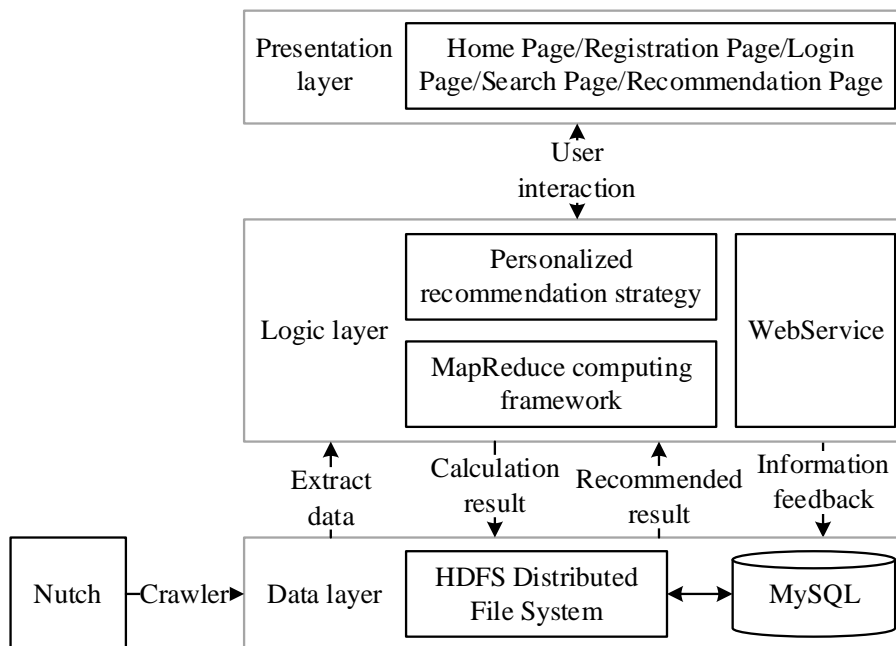 Presentation
layer
Home Page/Registration Page/Login
Page/Search Page/Recommendation Page
User
interaction
Logic layer
Personalized
recommendation strategy
MapReduce computing
framework
WebService
Extract
data
Calculation
result
Recommended
result
Information
feedback
Nutch
Crawler
Data layer
HDFS Distributed
File System
MySQL